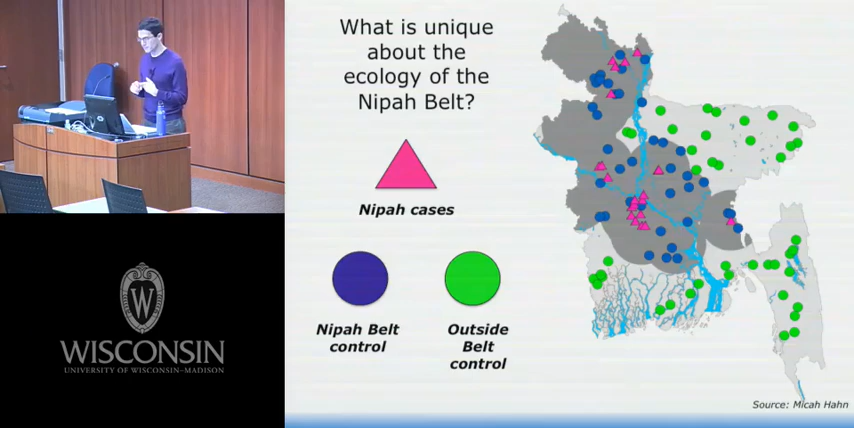 What is unique
about the
ecology of the
Nipah Belt?
Nipah cases
Nipah Belt
control
Outside
Belt
control
Source: Micah Hahn
W
WISCONSIN
UNIVERSITY OF WISCONSIN–MADISON